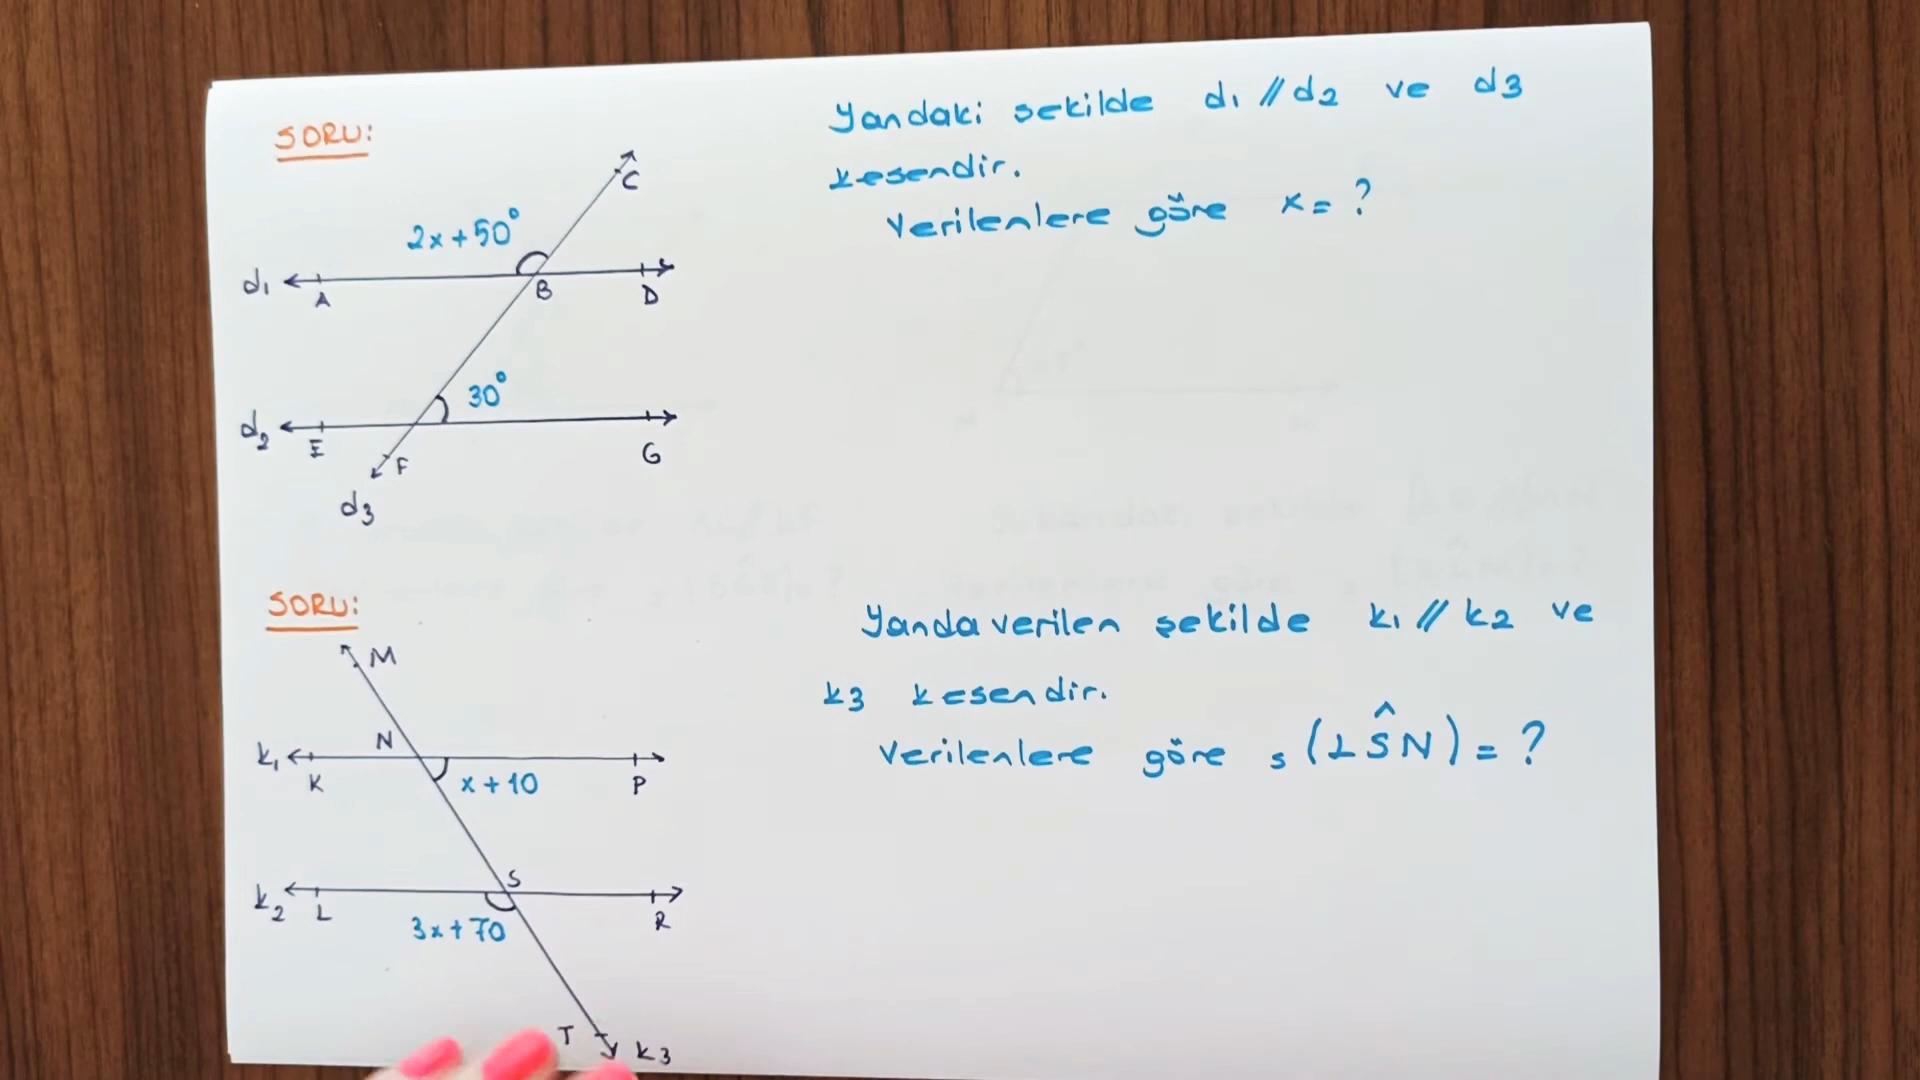 SORU:
Yandaki şekilde d1 // d2 ve d3
kesendir.
Verilenlere göre x = ?
C
2x+50°
d1 A B D
30°
d2 E F G
d3
SORU:
Yanda verilen şekilde k1 // k2 ve
k3 kesendir.
Verilenlere göre s(LSN) = ?
M
N
k1 K x+10 P
S
k2 L R
3x+70
T k3